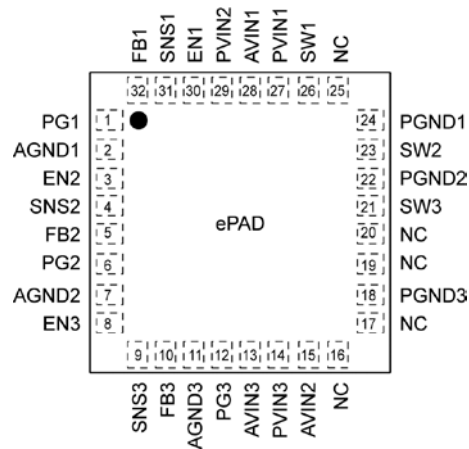 FB1 SNS1 EN1 PVIN2 AVIN1 PVIN1 SW1 NC
32 31 30 29 28 27 26 25
PG1 1 24 PGND1
AGND1 2 23 SW2
EN2 3 22 PGND2
SNS2 4 21 SW3
ePAD
FB2 5 20 NC
PG2 6 19 NC
AGND2 7 18 PGND3
EN3 8 17 NC
9 10 11 12 13 14 15 16
SNS3 FB3 AGND3 PG3 AVIN3 PVIN3 AVIN2 NC